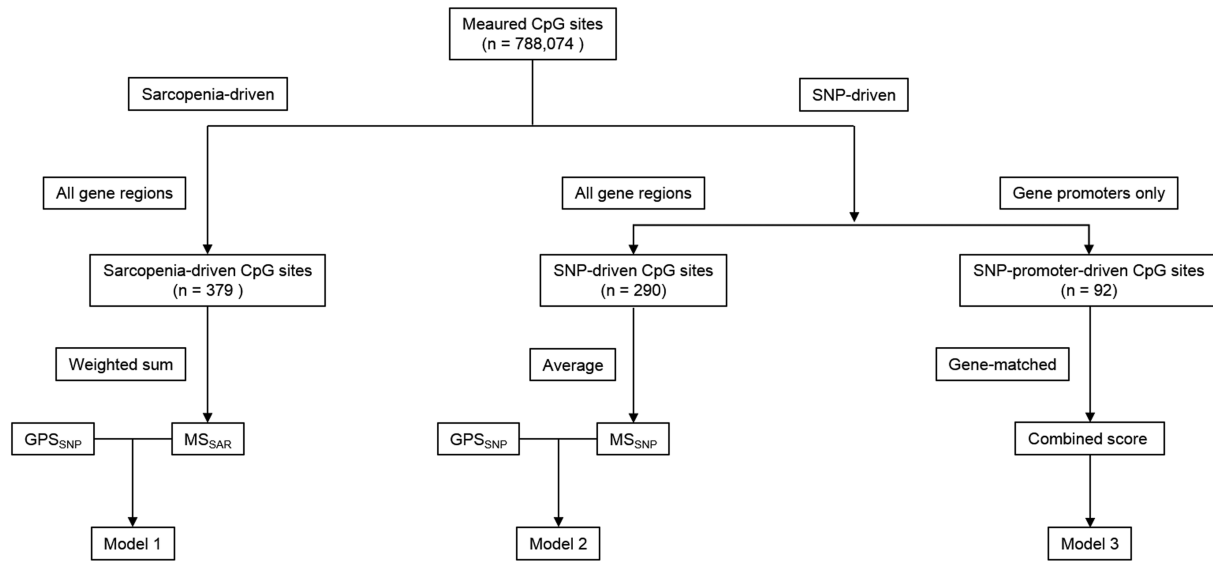 Meaured CpG sites
(n = 788,074 )
Sarcopenia-driven
SNP-driven
All gene regions
All gene regions
Gene promoters only
Sarcopenia-driven CpG sites
(n = 379 )
SNP-driven CpG sites
(n = 290)
SNP-promoter-driven CpG sites
(n = 92)
Weighted sum
Average
Gene-matched
GPSSNP
MSSAR
GPSSNP
MSSNP
Combined score
Model 1
Model 2
Model 3